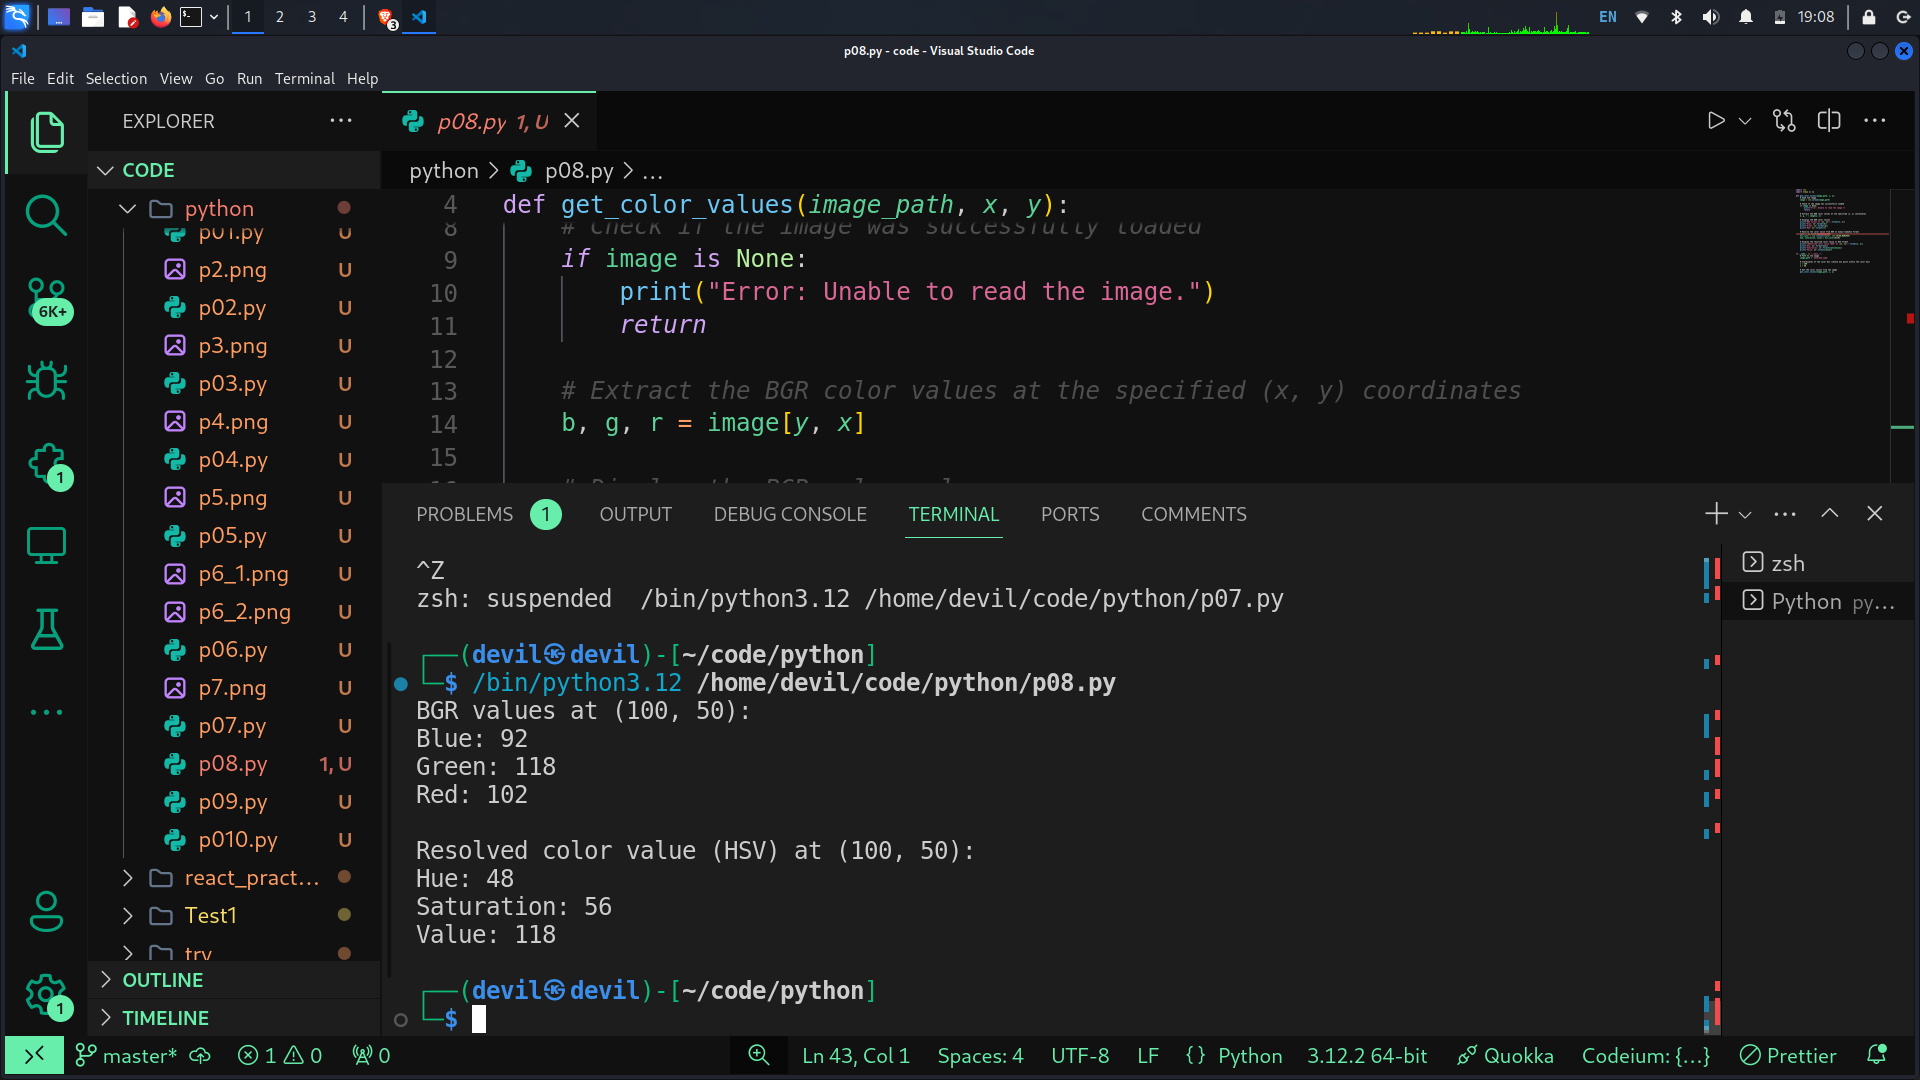 1 2 3 4 3 EN 19:08
p08.py - code - Visual Studio Code
File Edit Selection View Go Run Terminal Help
EXPLORER
CODE
python
p01.py U
p2.png U
p02.py U
p3.png U
p03.py U
p4.png U
p04.py U
p5.png U
p05.py U
p6_1.png U
p6_2.png U
p06.py U
p7.png U
p07.py U
p08.py 1, U
p09.py U
p010.py U
react_pract...
Test1
try
OUTLINE
TIMELINE
6K+
1
1
p08.py 1, U
python > p08.py > ...
4 def get_color_values(image_path, x, y):
8 # Check if the image was successfully loaded
9 if image is None:
10 print("Error: Unable to read the image.")
11 return
12
13 # Extract the BGR color values at the specified (x, y) coordinates
14 b, g, r = image[y, x]
15
PROBLEMS 1 OUTPUT DEBUG CONSOLE TERMINAL PORTS COMMENTS
^Z
zsh: suspended /bin/python3.12 /home/devil/code/python/p07.py
┌──(devil㉿devil)-[~/code/python]
└─$ /bin/python3.12 /home/devil/code/python/p08.py
BGR values at (100, 50):
Blue: 92
Green: 118
Red: 102
Resolved color value (HSV) at (100, 50):
Hue: 48
Saturation: 56
Value: 118
┌──(devil㉿devil)-[~/code/python]
└─$
zsh
Python py...
master* 1 0 0 Ln 43, Col 1 Spaces: 4 UTF-8 LF {} Python 3.12.2 64-bit Quokka Codeium: {...} Prettier